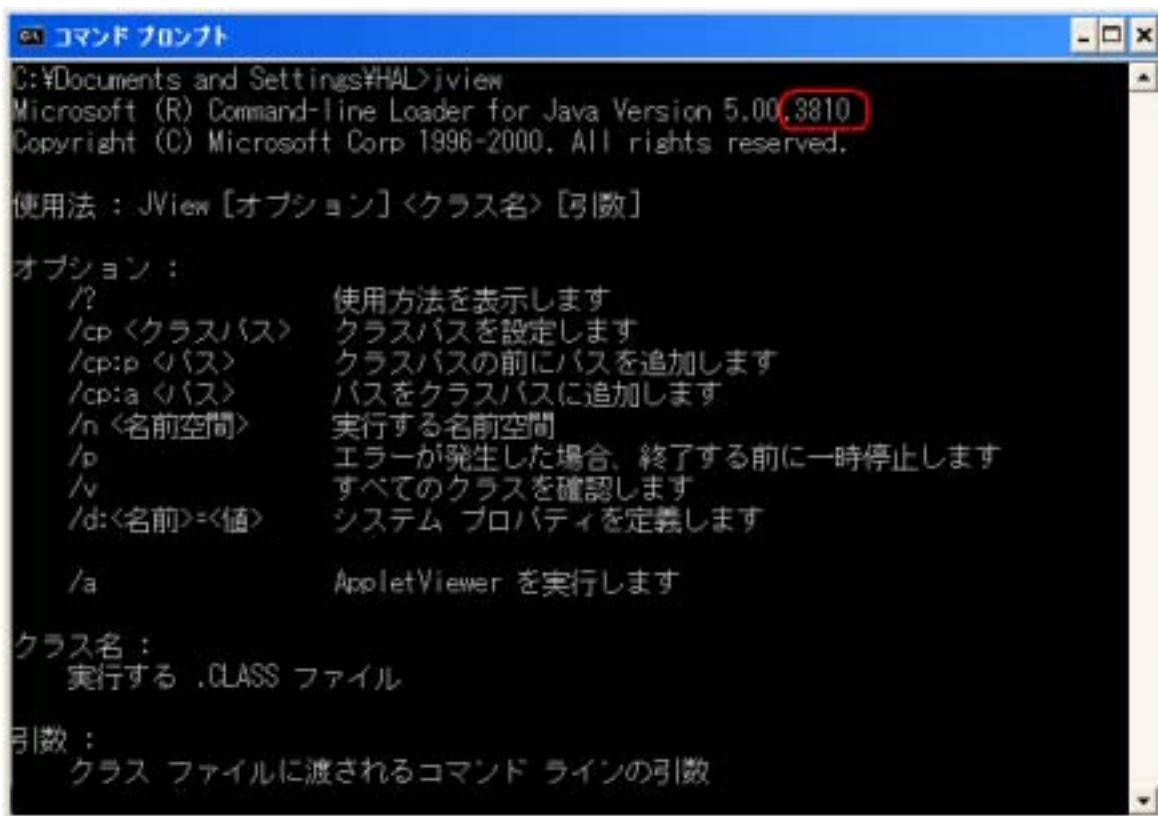 コマンド プロンプト
C:¥Documents and Settings¥HAL>jview
Microsoft (R) Command-line Loader for Java Version 5.00.3810
Copyright (C) Microsoft Corp 1996-2000. All rights reserved.
使用法 : JView [オプション] <クラス名> [引数]
オプション :
/? 使用方法を表示します
/cp <クラスパス> クラスパスを設定します
/cp:p <パス> クラスパスの前にパスを追加します
/cp:a <パス> パスをクラスパスに追加します
/n <名前空間> 実行する名前空間
/p エラーが発生した場合、終了する前に一時停止します
/v すべてのクラスを確認します
/d:<名前>=<値> システム プロパティを定義します
/a AppletViewer を実行します
クラス名 :
実行する .CLASS ファイル
引数 :
クラス ファイルに渡されるコマンド ラインの引数